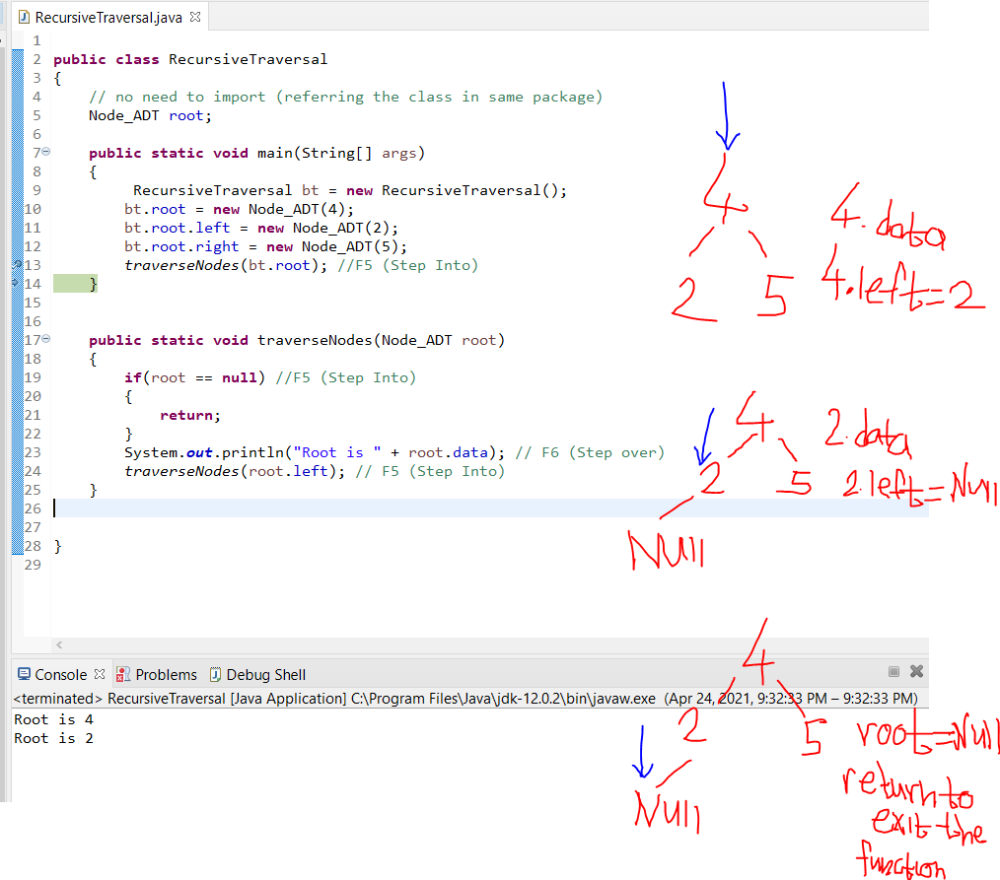 RecursiveTraversal.java
1
2 public class RecursiveTraversal
3 {
4 // no need to import (referring the class in same package)
5 Node_ADT root;
6
7 public static void main(String[] args)
8 {
9 RecursiveTraversal bt = new RecursiveTraversal();
10 bt.root = new Node_ADT(4);
11 bt.root.left = new Node_ADT(2);
12 bt.root.right = new Node_ADT(5);
13 traverseNodes(bt.root); //F5 (Step Into)
14 }
15
16
17 public static void traverseNodes(Node_ADT root)
18 {
19 if(root == null) //F5 (Step Into)
20 {
21 return;
22 }
23 System.out.println("Root is " + root.data); // F6 (Step over)
24 traverseNodes(root.left); // F5 (Step Into)
25 }
26
27
28 }
29
4
4.data
2 5
4.left=2
4
2.data
2 5
2.left=Null
Null
Console Problems Debug Shell
<terminated> RecursiveTraversal [Java Application] C:\Program Files\Java\jdk-12.0.2\bin\javaw.exe (Apr 24, 2021, 9:32:33 PM – 9:32:33 PM)
Root is 4
Root is 2
4
2 5
Null
root=Null
return to
exit the
function